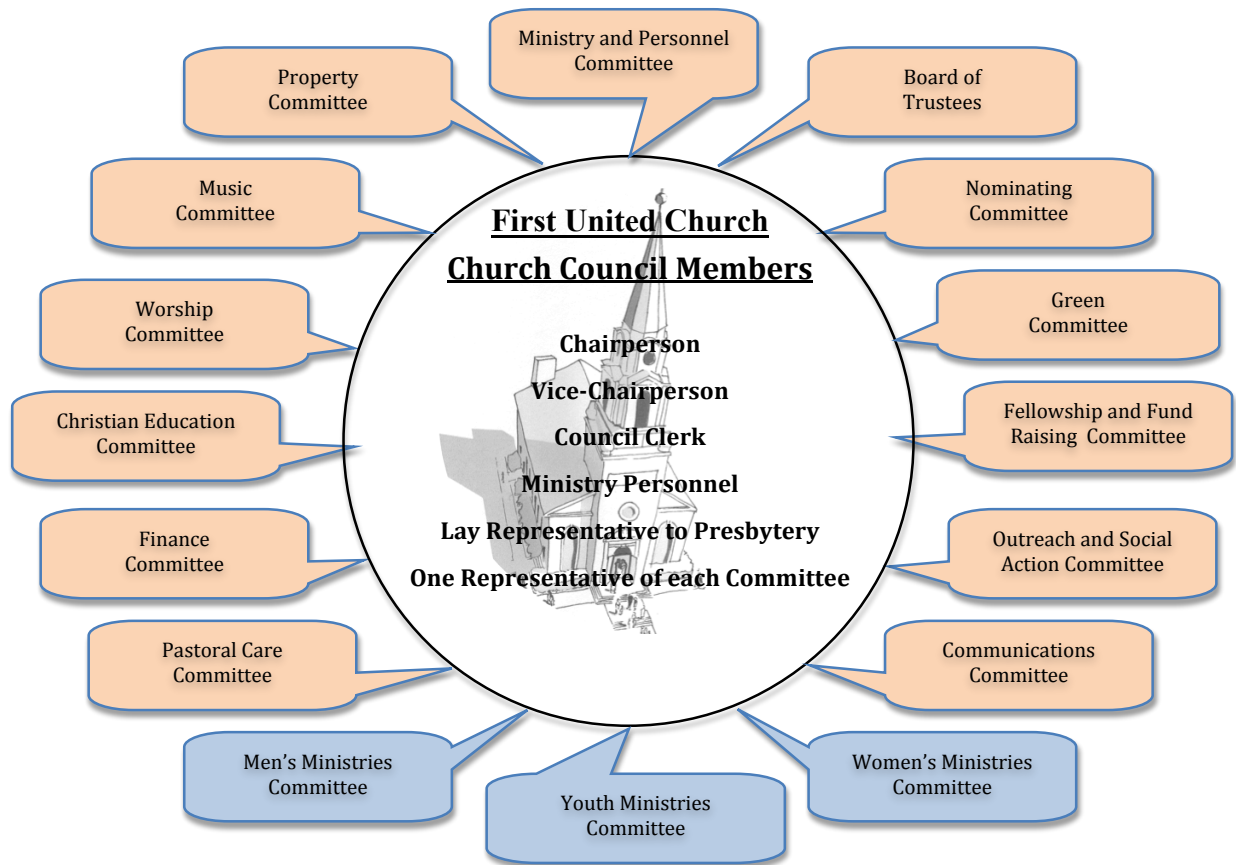 Ministry and Personnel
Committee
Property
Committee
Board of
Trustees
Music
Committee
Nominating
Committee
First United Church
Church Council Members
Worship
Committee
Green
Committee
Chairperson
Vice-Chairperson
Christian Education
Committee
Fellowship and Fund
Raising Committee
Council Clerk
Ministry Personnel
Lay Representative to Presbytery
One Representative of each Committee
Finance
Committee
Outreach and Social
Action Committee
Pastoral Care
Committee
Communications
Committee
Men’s Ministries
Committee
Youth Ministries
Committee
Women’s Ministries
Committee